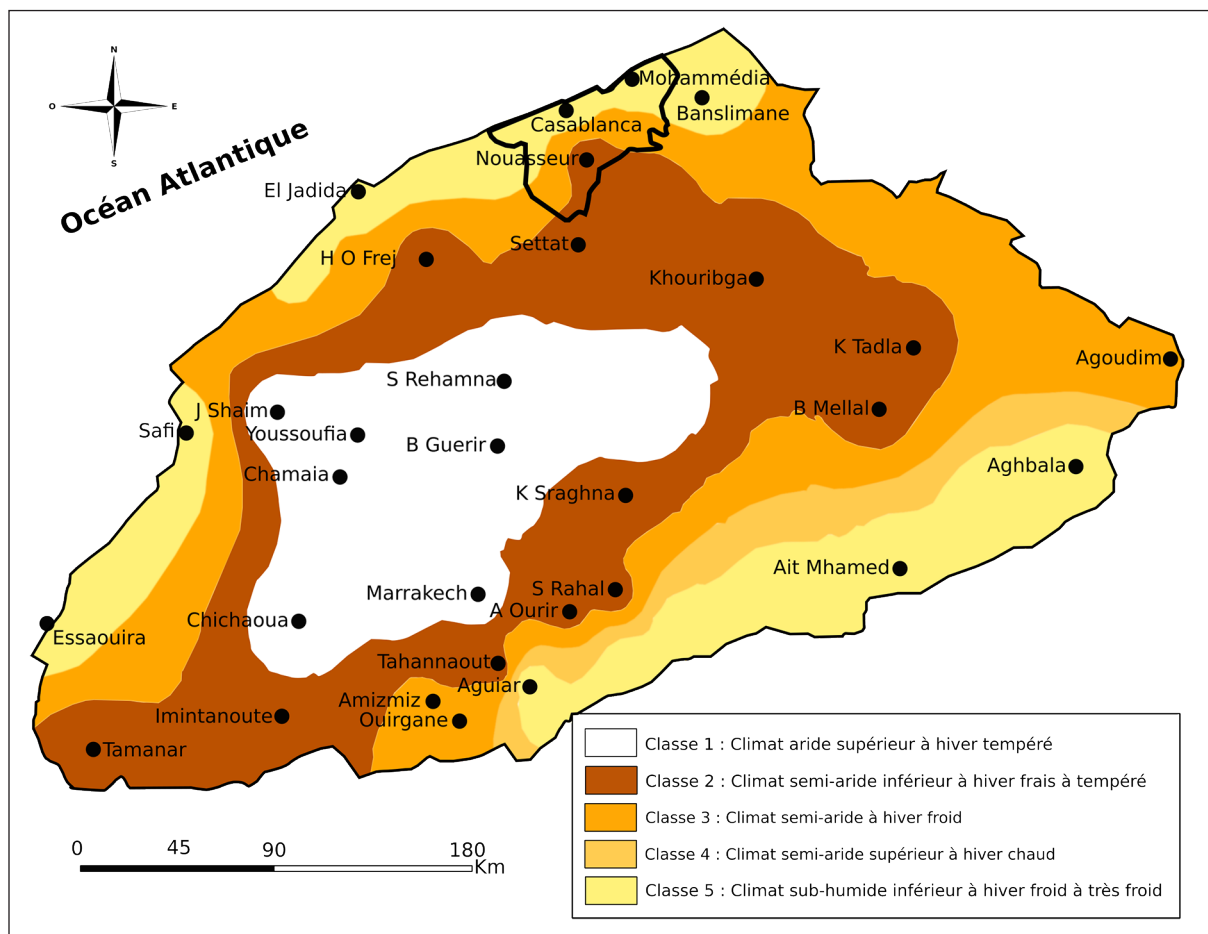 N
O
E
S
Océan Atlantique
Mohammédia
Banslimane
Casablanca
Nouasseur
El Jadida
Settat
H O Frej
Khouribga
K Tadla
Agoudim
S Rehamna
J Shaim
B Mellal
Safi
Youssoufia
B Guerir
Aghbala
Chamaia
K Sraghna
Ait Mhamed
Marrakech
S Rahal
A Ourir
Chichaoua
Essaouira
Tahannaout
Aguiar
Amizmiz
Imintanoute
Ouirgane
Tamanar
Classe 1 : Climat aride supérieur à hiver tempéré
Classe 2 : Climat semi-aride inférieur à hiver frais à tempéré
Classe 3 : Climat semi-aride à hiver froid
Classe 4 : Climat semi-aride supérieur à hiver chaud
Classe 5 : Climat sub-humide inférieur à hiver froid à très froid
0 45 90 180
Km